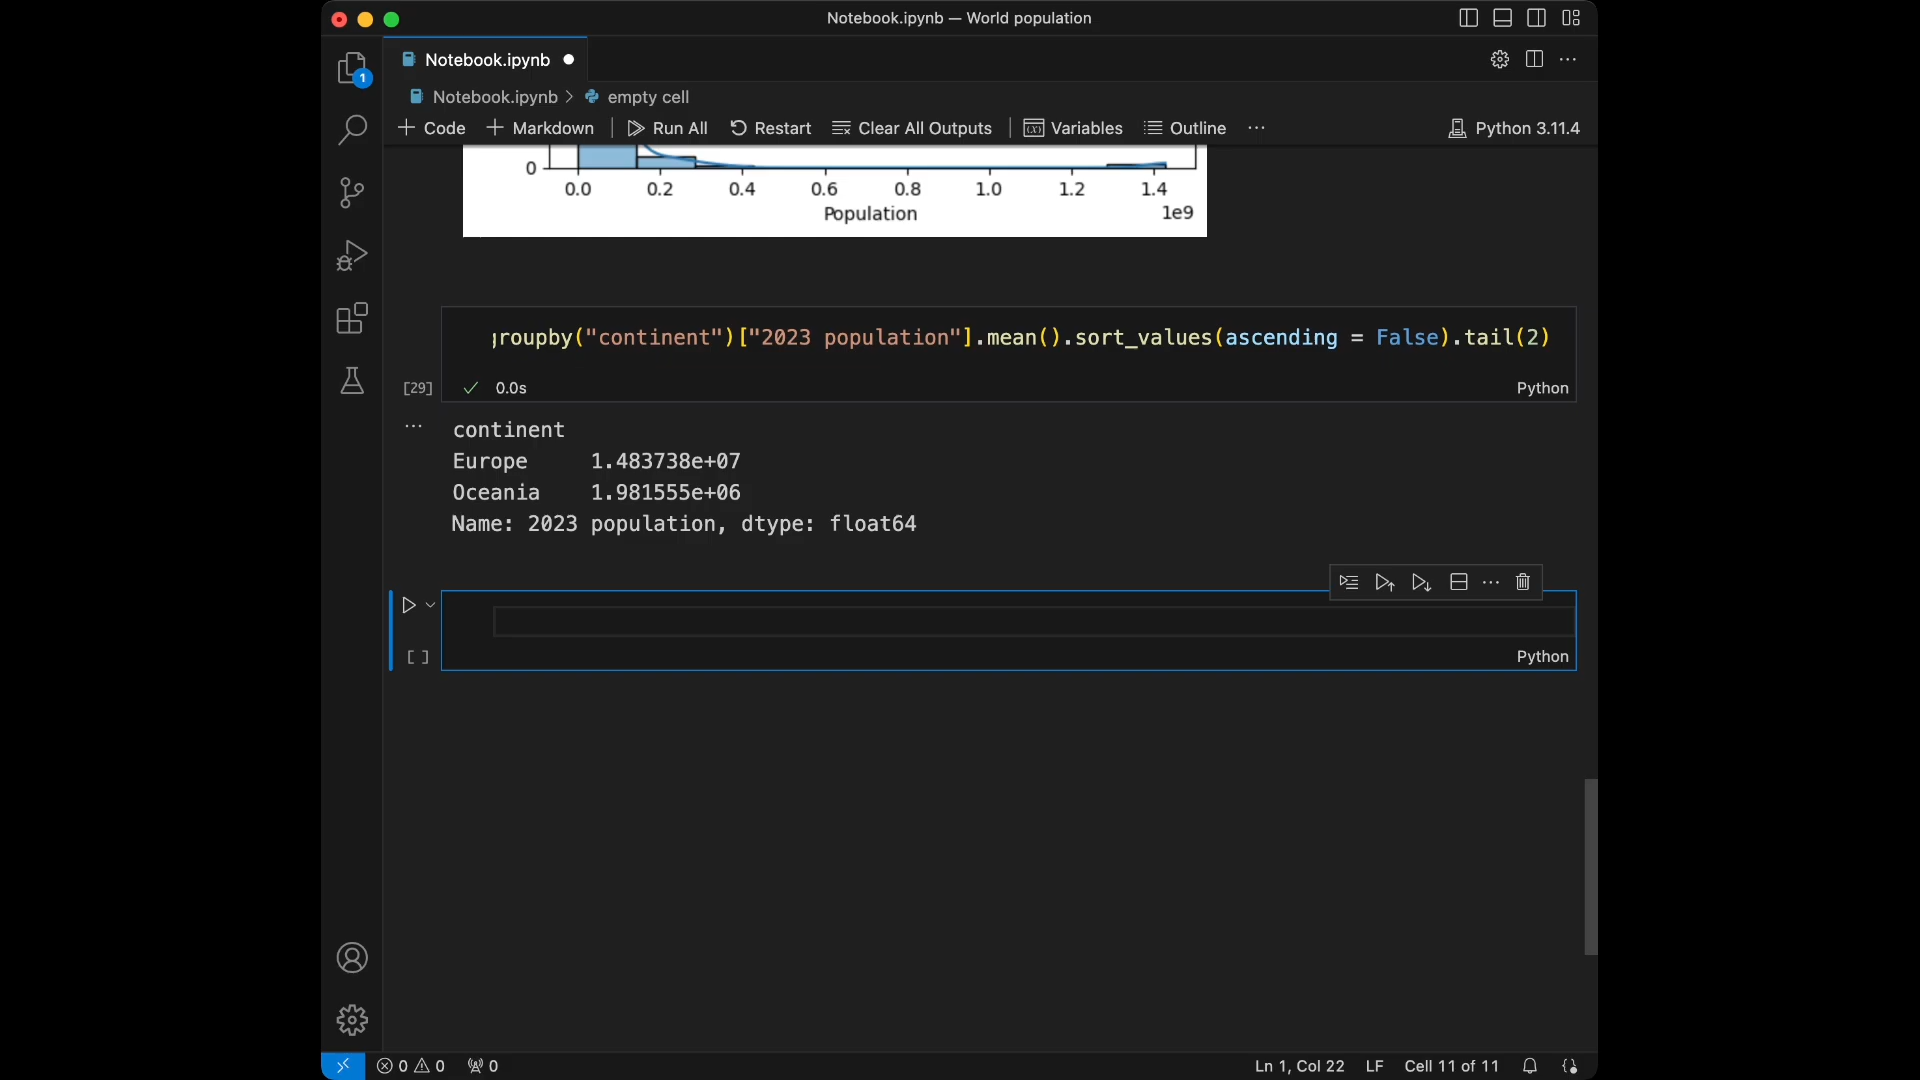 Notebook.ipynb — World population
1
Notebook.ipynb
Notebook.ipynb > empty cell
+ Code + Markdown | Run All Restart Clear All Outputs | Variables Outline ··· Python 3.11.4
0
0.0 0.2 0.4 0.6 0.8 1.0 1.2 1.4
Population 1e9
groupby("continent")["2023 population"].mean().sort_values(ascending = False).tail(2)
[29] ✓ 0.0s Python
··· continent
Europe 1.483738e+07
Oceania 1.981555e+06
Name: 2023 population, dtype: float64
[ ] Python
0 0 0 Ln 1, Col 22 LF Cell 11 of 11